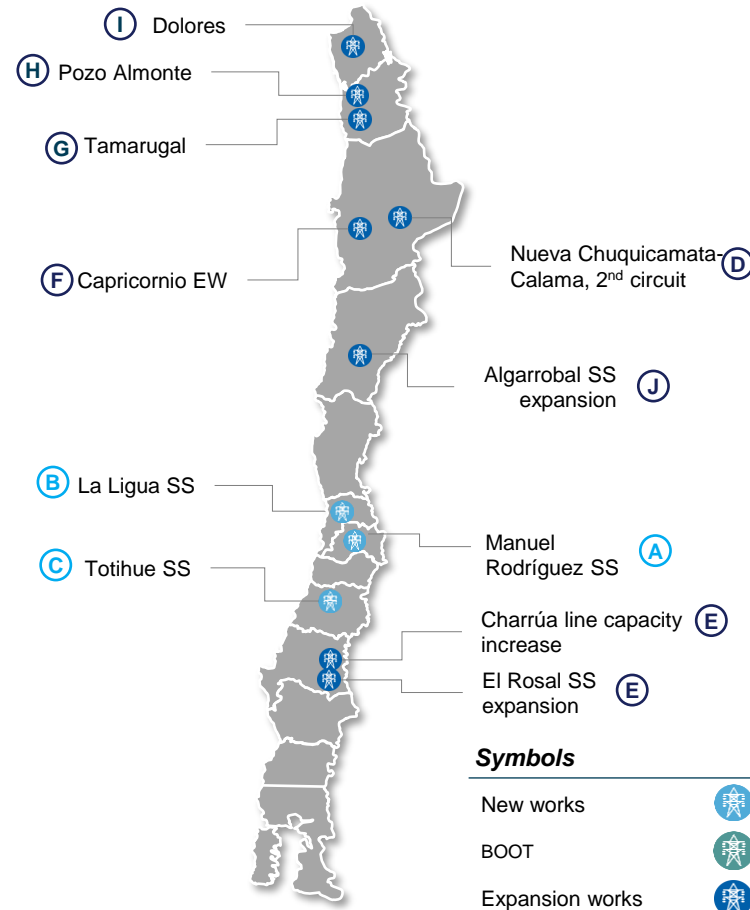 I Dolores
H Pozo Almonte
G Tamarugal
F Capricornio EW
Nueva Chuquicamata-
Calama, 2nd circuit D
Algarrobal SS
expansion J
B La Ligua SS
C Totihue SS
Manuel
Rodríguez SS A
Charrúa line capacity
increase E
El Rosal SS
expansion E
Symbols
New works
BOOT
Expansion works